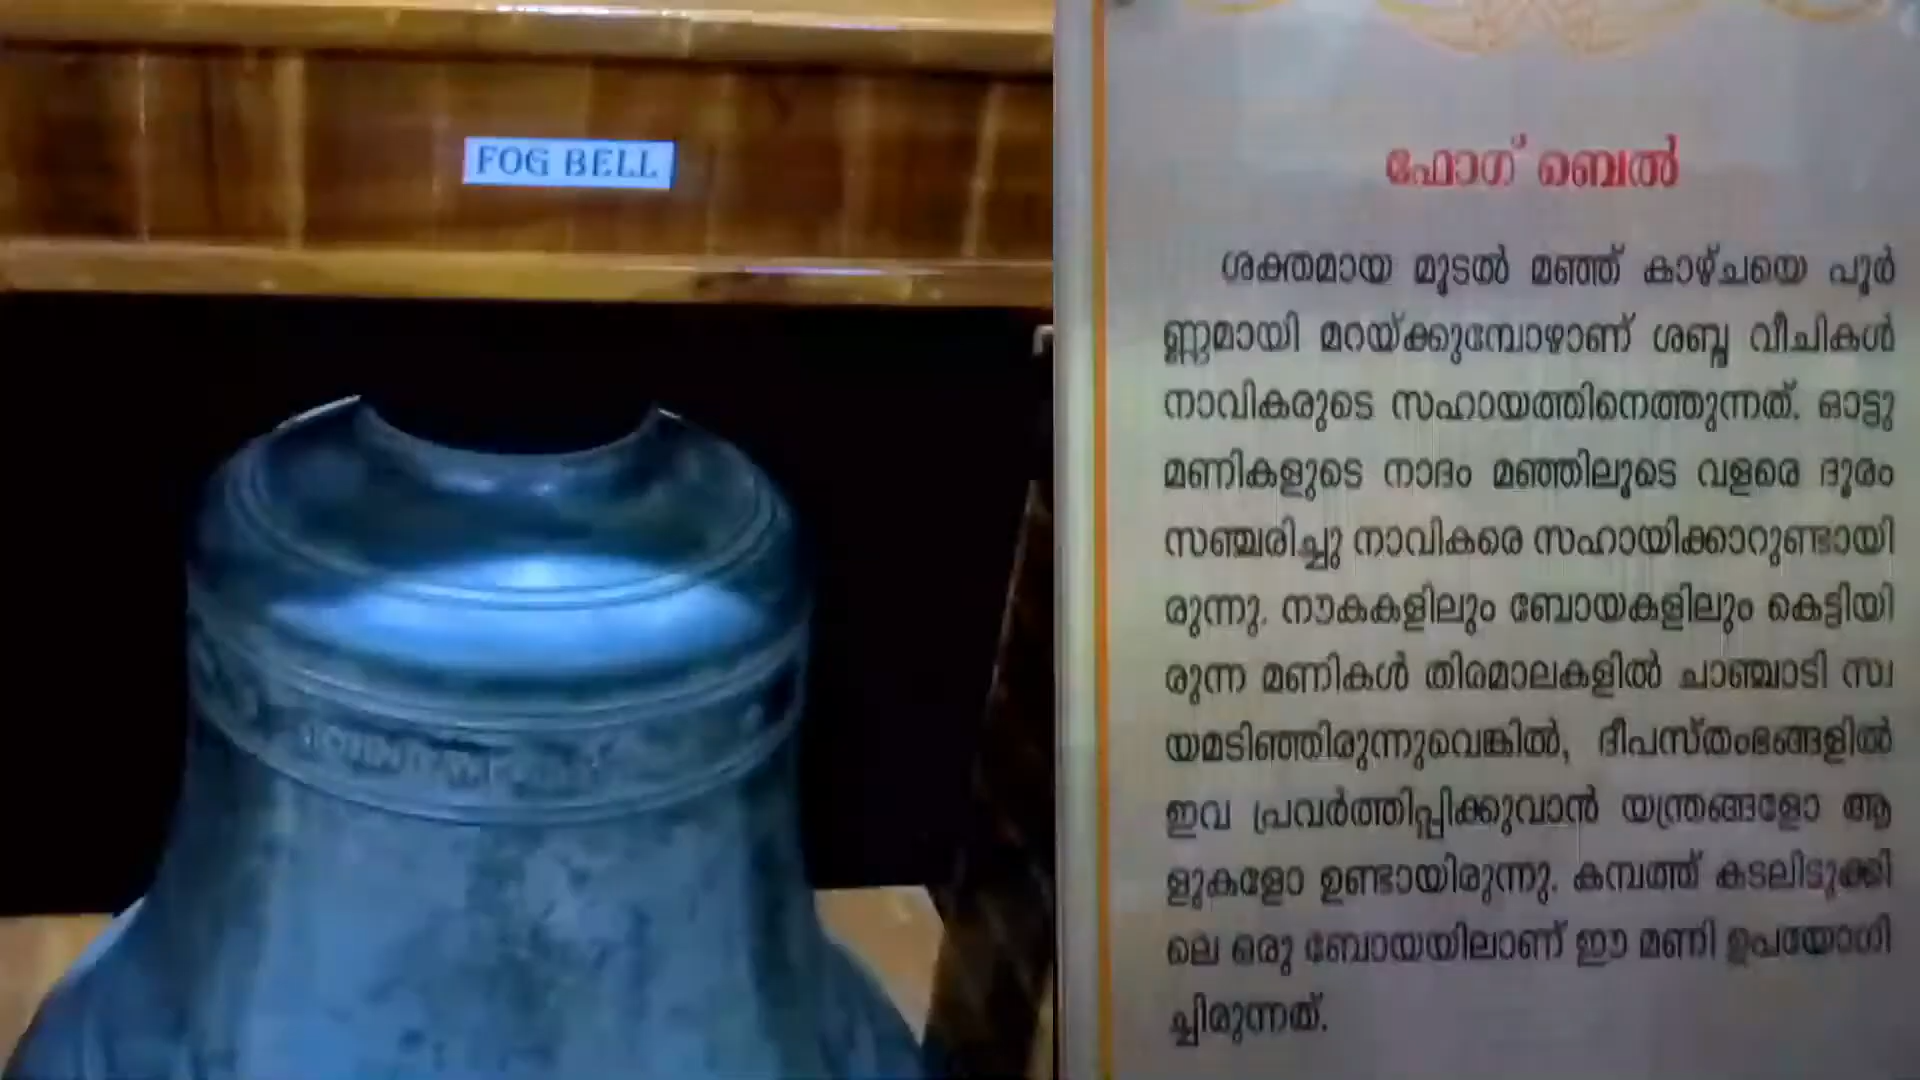 FOG BELL
ഫോഗ് ബെൽ
ശക്തമായ മൂടൽ മഞ്ഞ് കാഴ്ചയെ പൂർ
ണ്ണമായി മറയ്ക്കുമ്പോഴാണ് ശബ്ദ വീചികൾ
നാവികരുടെ സഹായത്തിനെത്തുന്നത്. ഓട്ടു
മണികളുടെ നാദം മഞ്ഞിലൂടെ വളരെ ദൂരം
സഞ്ചരിച്ചു നാവികരെ സഹായിക്കാറുണ്ടായി
രുന്നു. നൗകകളിലും ബോയകളിലും കെട്ടിയി
രുന്ന മണികൾ തിരമാലകളിൽ ചാഞ്ചാടി സ്വ
യമടിഞ്ഞിരുന്നുവെങ്കിൽ, ദീപസ്തംഭങ്ങളിൽ
ഇവ പ്രവർത്തിപ്പിക്കുവാൻ യന്ത്രങ്ങളോ ആ
ളുകളോ ഉണ്ടായിരുന്നു. കമ്പത്ത് കടലിടുക്കി
ലെ ഒരു ബോയയിലാണ് ഈ മണി ഉപയോഗി
ച്ചിരുന്നത്.